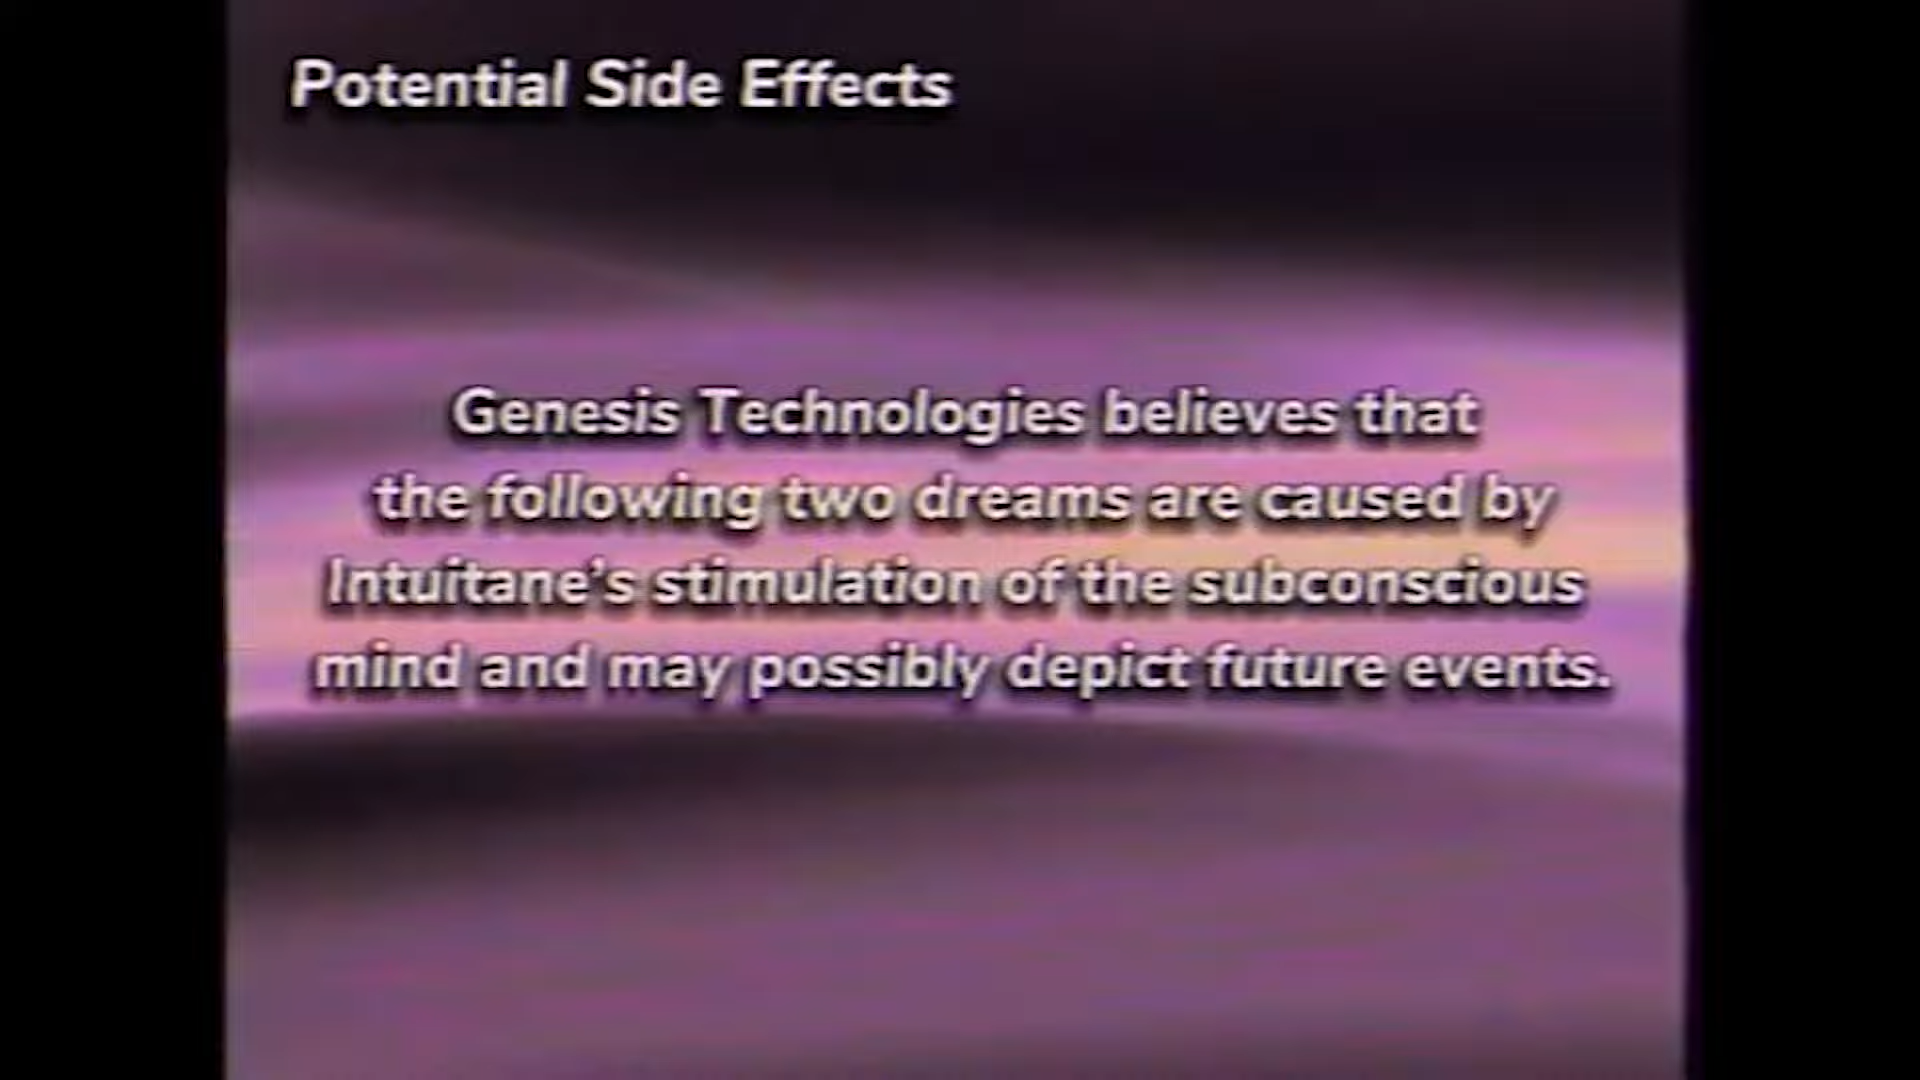 Potential Side Effects
Genesis Technologies believes that
the following two dreams are caused by
Intuitane's stimulation of the subconscious
mind and may possibly depict future events.